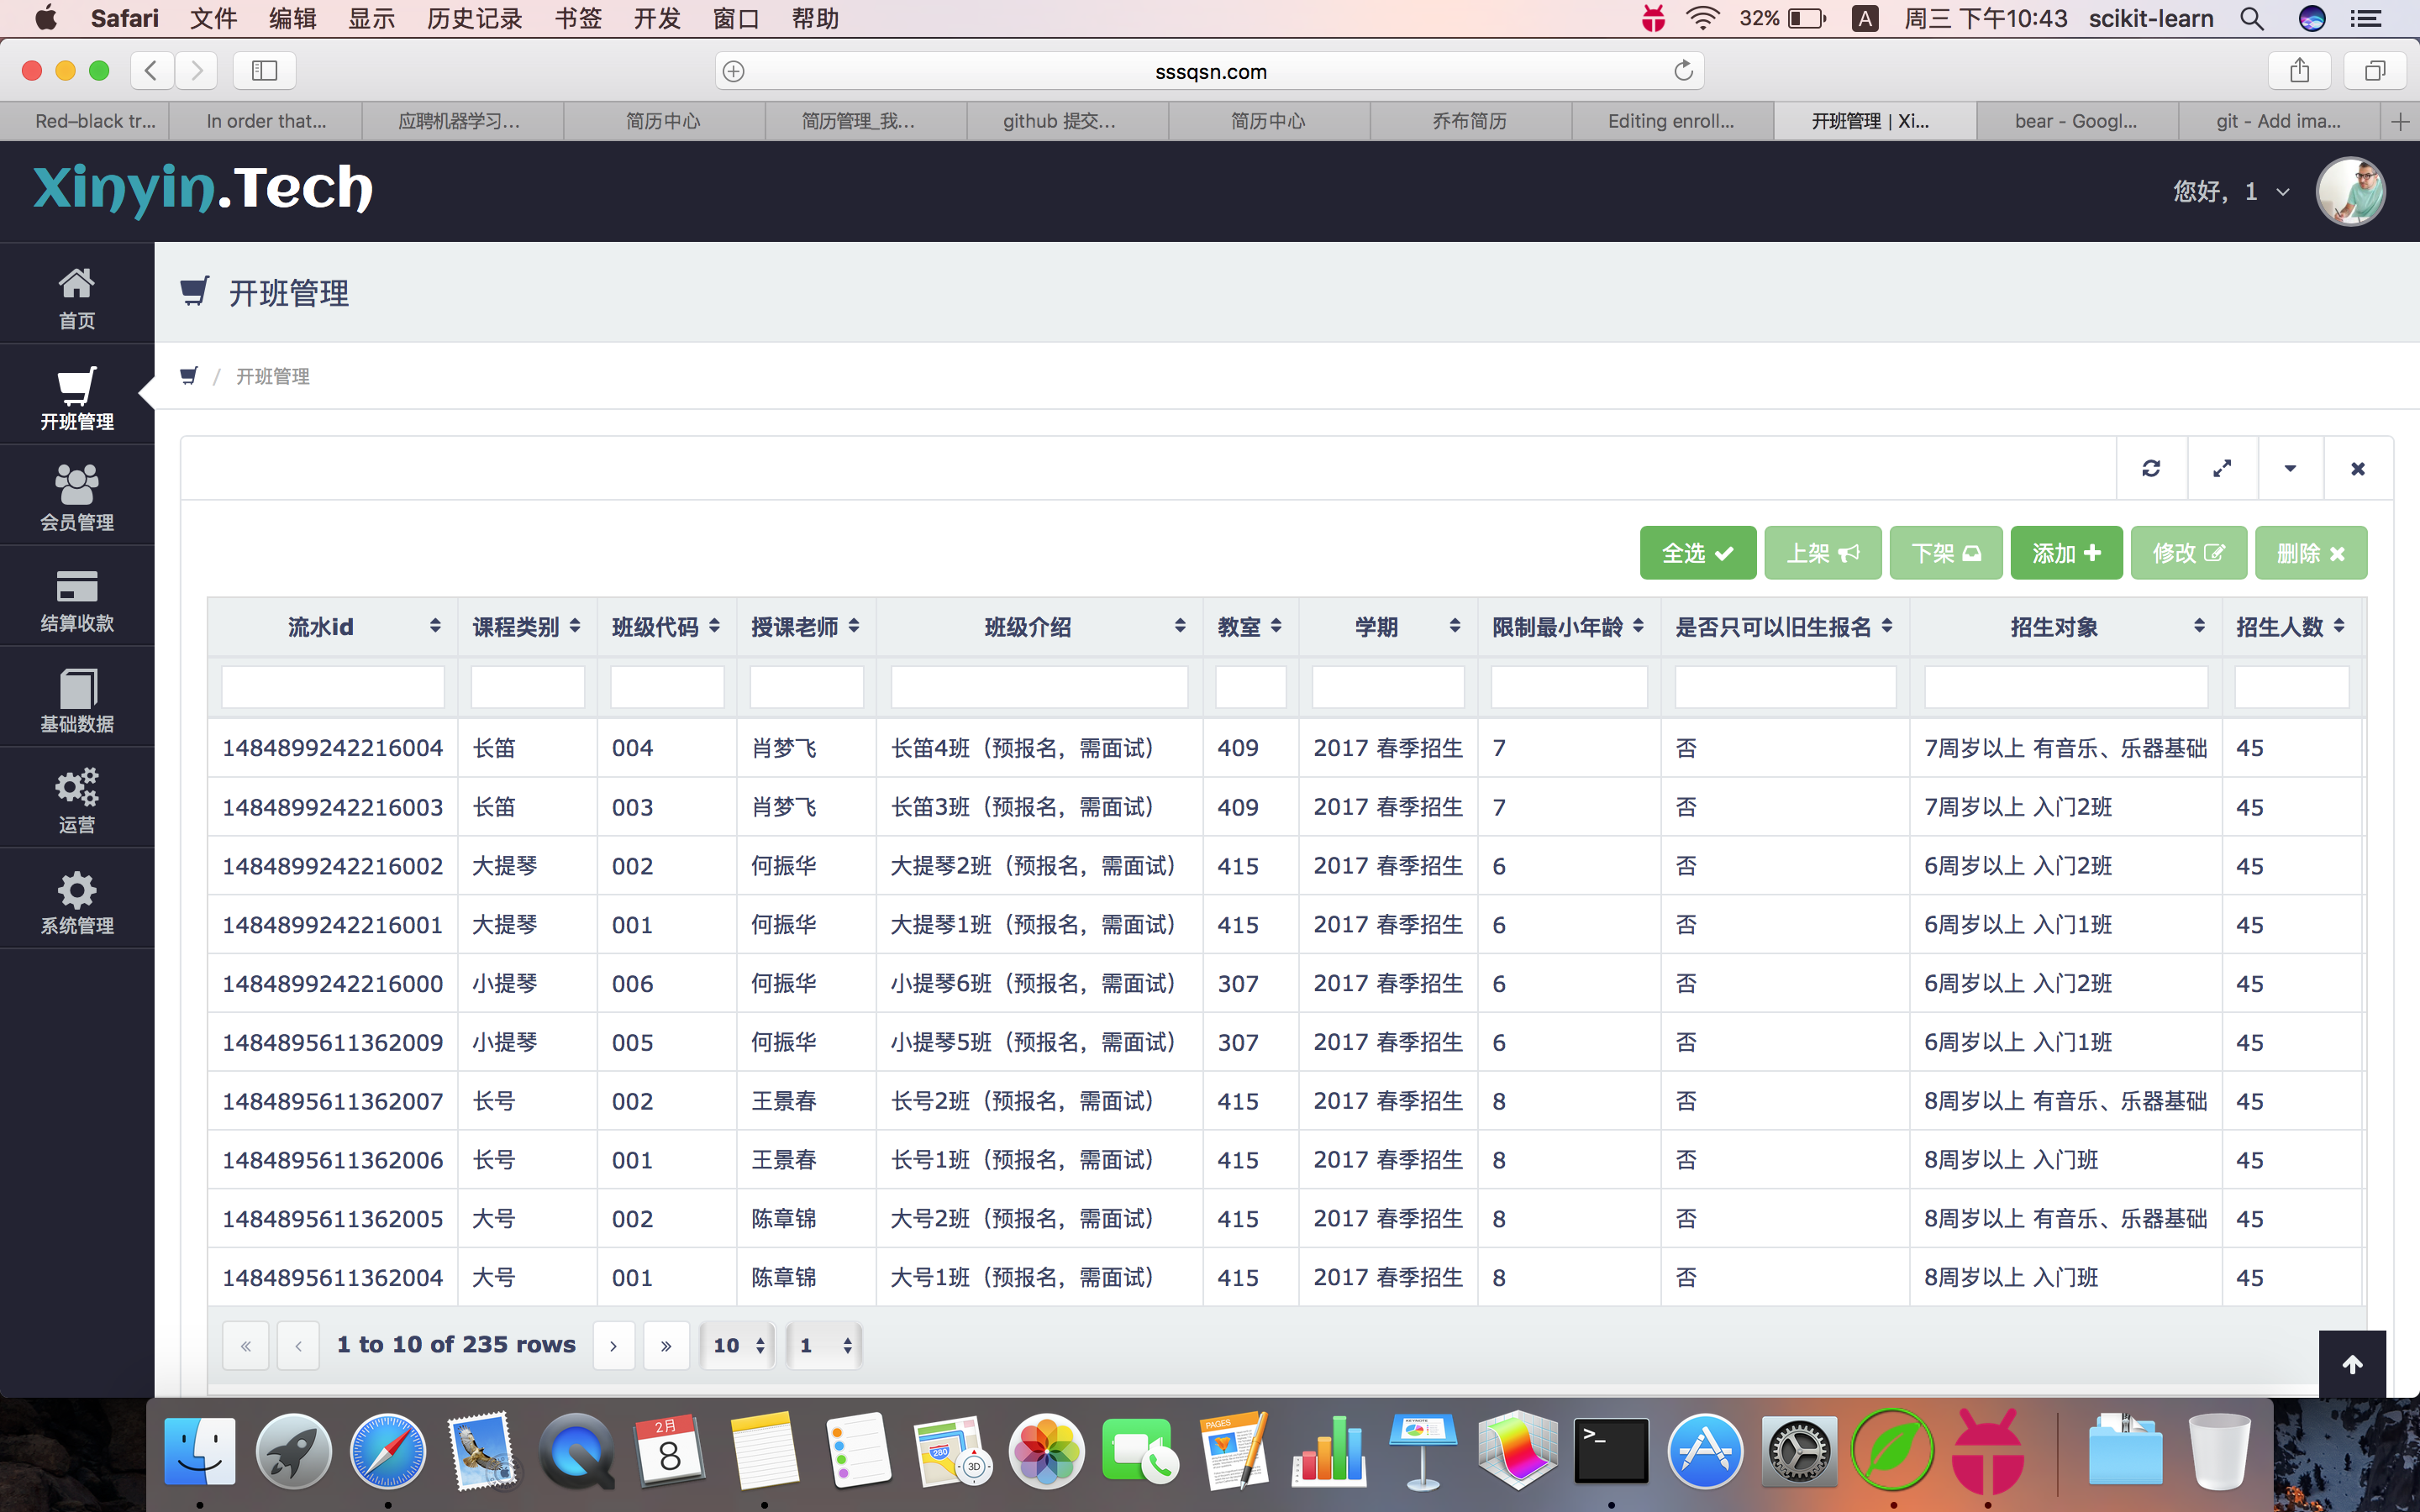 Safari 文件 编辑 显示 历史记录 书签 开发 窗口 帮助 32% A 周三 下午10:43 scikit-learn
sssqsn.com
Red–black tr... In order that... 应聘机器学习... 简历中心 简历管理_我... github 提交... 简历中心 乔布简历 Editing enroll... 开班管理 | Xi... bear - Googl... git - Add ima...
Xinyin.Tech
您好, 1
首页
开班管理
会员管理
结算收款
基础数据
运营
系统管理
开班管理
/ 开班管理
全选 上架 下架 添加 修改 删除
流水id 课程类别 班级代码 授课老师 班级介绍 教室 学期 限制最小年龄 是否只可以旧生报名 招生对象 招生人数
1484899242216004 长笛 004 肖梦飞 长笛4班（预报名，需面试） 409 2017 春季招生 7 否 7周岁以上 有音乐、乐器基础 45
1484899242216003 长笛 003 肖梦飞 长笛3班（预报名，需面试） 409 2017 春季招生 7 否 7周岁以上 入门2班 45
1484899242216002 大提琴 002 何振华 大提琴2班（预报名，需面试） 415 2017 春季招生 6 否 6周岁以上 入门2班 45
1484899242216001 大提琴 001 何振华 大提琴1班（预报名，需面试） 415 2017 春季招生 6 否 6周岁以上 入门1班 45
1484899242216000 小提琴 006 何振华 小提琴6班（预报名，需面试） 307 2017 春季招生 6 否 6周岁以上 入门2班 45
1484895611362009 小提琴 005 何振华 小提琴5班（预报名，需面试） 307 2017 春季招生 6 否 6周岁以上 入门1班 45
1484895611362007 长号 002 王景春 长号2班（预报名，需面试） 415 2017 春季招生 8 否 8周岁以上 有音乐、乐器基础 45
1484895611362006 长号 001 王景春 长号1班（预报名，需面试） 415 2017 春季招生 8 否 8周岁以上 入门班 45
1484895611362005 大号 002 陈章锦 大号2班（预报名，需面试） 415 2017 春季招生 8 否 8周岁以上 有音乐、乐器基础 45
1484895611362004 大号 001 陈章锦 大号1班（预报名，需面试） 415 2017 春季招生 8 否 8周岁以上 入门班 45
« ‹ 1 to 10 of 235 rows › » 10 1
2月
8
280
3D
PAGES
>_